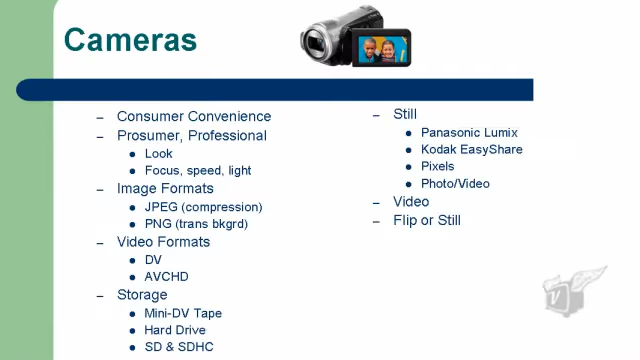 Cameras
– Consumer Convenience
– Prosumer, Professional
● Look
● Focus, speed, light
– Image Formats
● JPEG (compression)
● PNG (trans bkgrd)
– Video Formats
● DV
● AVCHD
– Storage
● Mini-DV Tape
● Hard Drive
● SD & SDHC
– Still
● Panasonic Lumix
● Kodak EasyShare
● Pixels
● Photo/Video
– Video
– Flip or Still
V